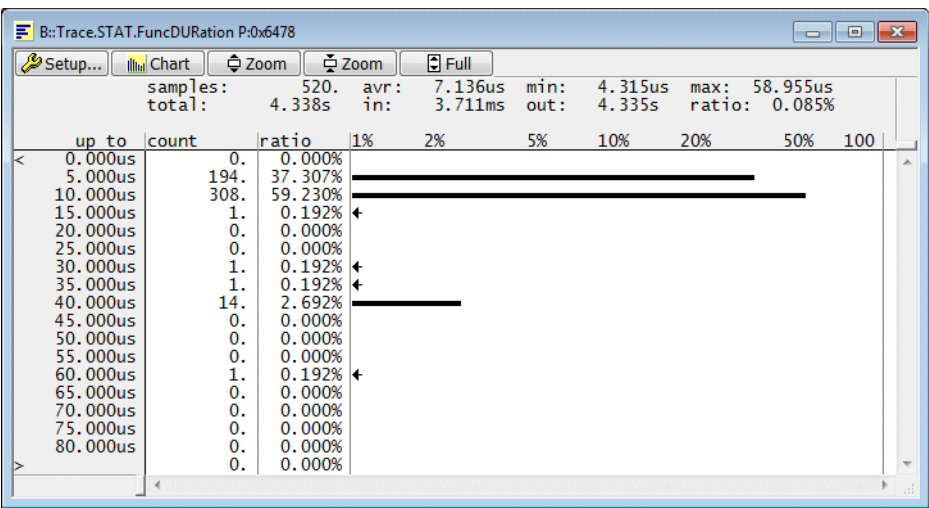 B::Trace.STAT.FuncDURation P:0x6478
Setup... Chart Zoom Zoom Full
samples: 520. avr: 7.136us min: 4.315us max: 58.955us
total: 4.338s in: 3.711ms out: 4.335s ratio: 0.085%
up to count ratio 1% 2% 5% 10% 20% 50% 100
< 0.000us 0. 0.000%
5.000us 194. 37.307%
10.000us 308. 59.230%
15.000us 1. 0.192%
20.000us 0. 0.000%
25.000us 0. 0.000%
30.000us 1. 0.192%
35.000us 1. 0.192%
40.000us 14. 2.692%
45.000us 0. 0.000%
50.000us 0. 0.000%
55.000us 0. 0.000%
60.000us 1. 0.192%
65.000us 0. 0.000%
70.000us 0. 0.000%
75.000us 0. 0.000%
80.000us 0. 0.000%
> 0. 0.000%